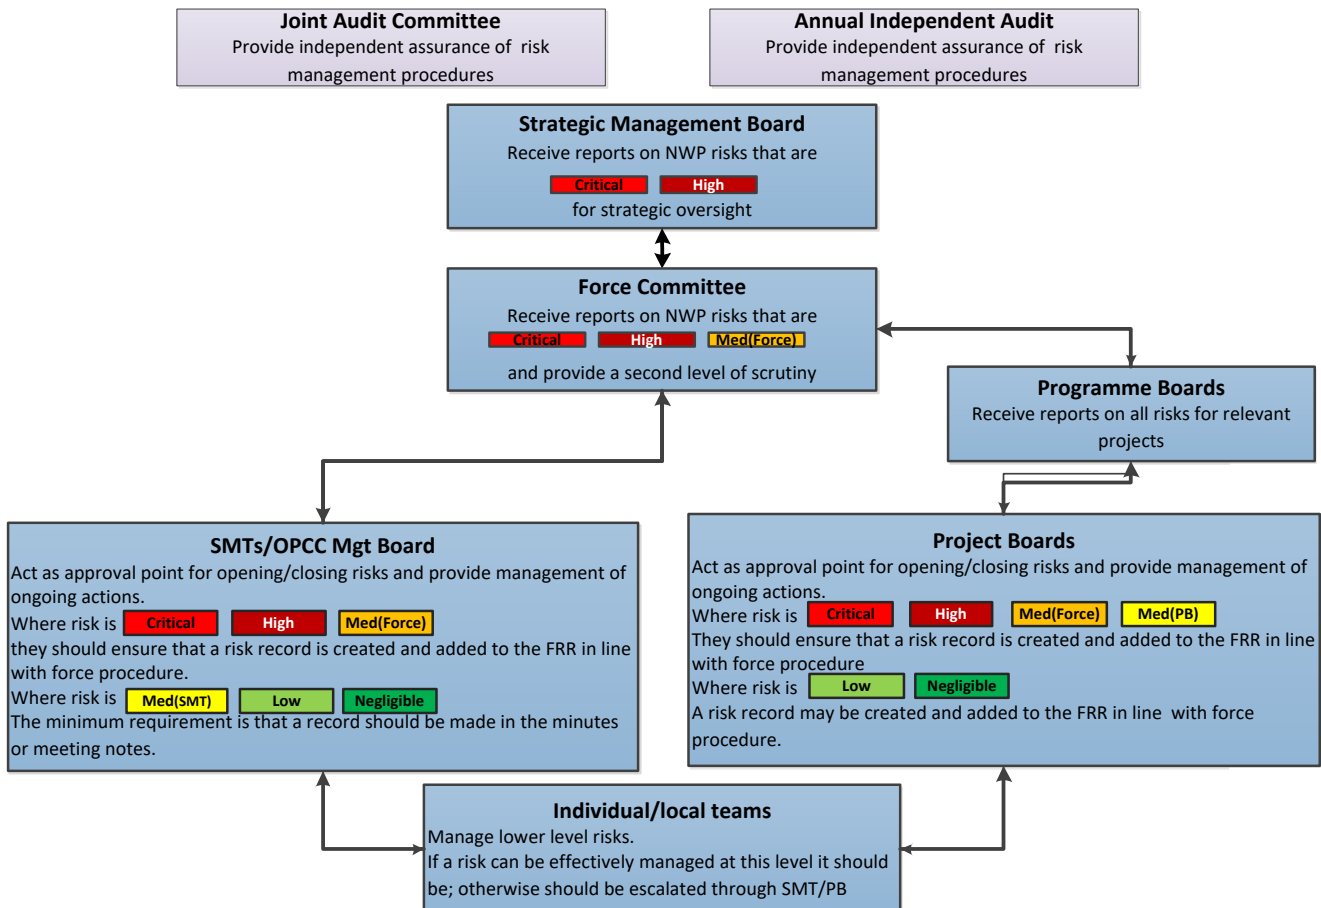 Joint Audit Committee
Provide independent assurance of risk
management procedures
Annual Independent Audit
Provide independent assurance of risk
management procedures
Strategic Management Board
Receive reports on NWP risks that are
Critical High
for strategic oversight
Force Committee
Receive reports on NWP risks that are
Critical High Med(Force)
and provide a second level of scrutiny
Programme Boards
Receive reports on all risks for relevant
projects
SMTs/OPCC Mgt Board
Act as approval point for opening/closing risks and provide management of
ongoing actions.
Where risk is Critical High Med(Force)
they should ensure that a risk record is created and added to the FRR in line
with force procedure.
Where risk is Med(SMT) Low Negligible
The minimum requirement is that a record should be made in the minutes
or meeting notes.
Project Boards
Act as approval point for opening/closing risks and provide management of
ongoing actions.
Where risk is Critical High Med(Force) Med(PB)
They should ensure that a risk record is created and added to the FRR in line
with force procedure
Where risk is Low Negligible
A risk record may be created and added to the FRR in line with force
procedure.
Individual/local teams
Manage lower level risks.
If a risk can be effectively managed at this level it should
be; otherwise should be escalated through SMT/PB